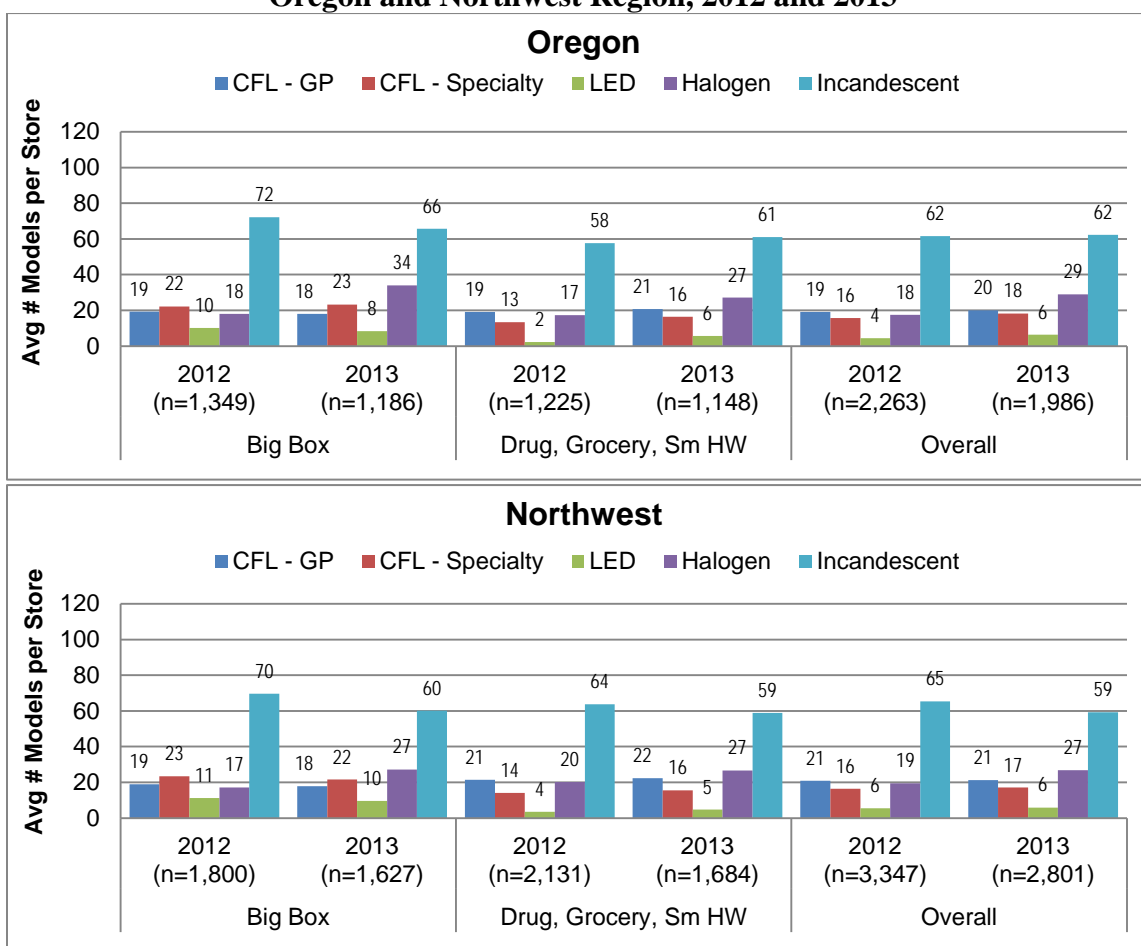 Oregon and Northwest Region, 2012 and 2013
Oregon
CFL - GP CFL - Specialty LED Halogen Incandescent
Avg # Models per Store
120
100
80
60
40
20
0
19 22 10 18 72
18 23 8 34 66
19 13 2 17 58
21 16 6 27 61
19 16 4 18 62
20 18 6 29 62
2012 2013 2012 2013 2012 2013
(n=1,349) (n=1,186) (n=1,225) (n=1,148) (n=2,263) (n=1,986)
Big Box Drug, Grocery, Sm HW Overall
Northwest
CFL - GP CFL - Specialty LED Halogen Incandescent
Avg # Models per Store
120
100
80
60
40
20
0
19 23 11 17 70
18 22 10 27 60
21 14 4 20 64
22 16 5 27 59
21 16 6 19 65
21 17 6 27 59
2012 2013 2012 2013 2012 2013
(n=1,800) (n=1,627) (n=2,131) (n=1,684) (n=3,347) (n=2,801)
Big Box Drug, Grocery, Sm HW Overall